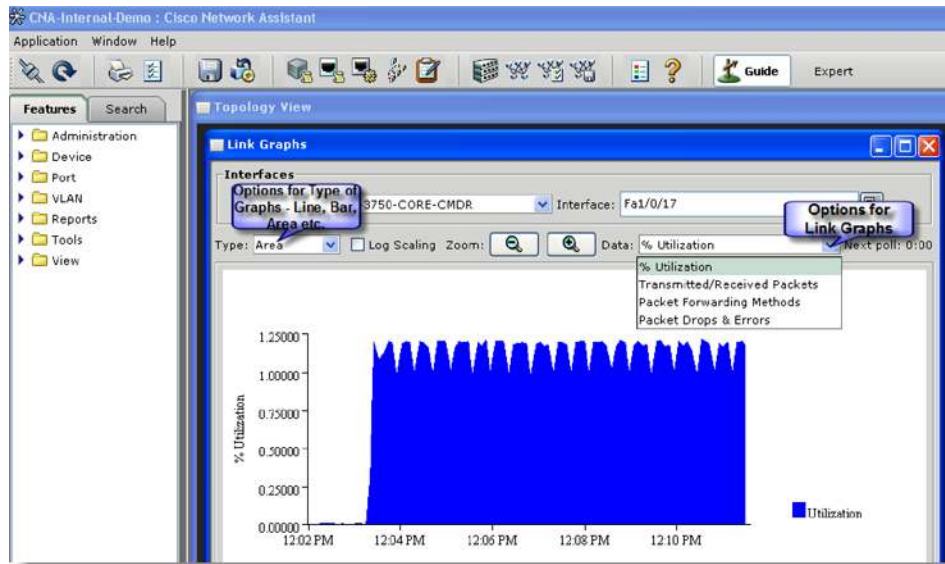 CNA-Internal-Demo : Cisco Network Assistant
Application Window Help
Guide Expert
Features Search
Administration
Device
Port
VLAN
Reports
Tools
View
Topology View
Link Graphs
Interfaces
Options for Type of
Graphs - Line, Bar,
Area etc.
3750-CORE-CMDR Interface: Fa1/0/17
Options for
Link Graphs
Type: Area Log Scaling Zoom: Data: % Utilization Next poll: 0:00
% Utilization
Transmitted/Received Packets
Packet Forwarding Methods
Packet Drops & Errors
1.25000
1.00000
0.75000
0.50000
0.25000
0.00000
% Utilization
12:02 PM 12:04 PM 12:06 PM 12:08 PM 12:10 PM
Utilization